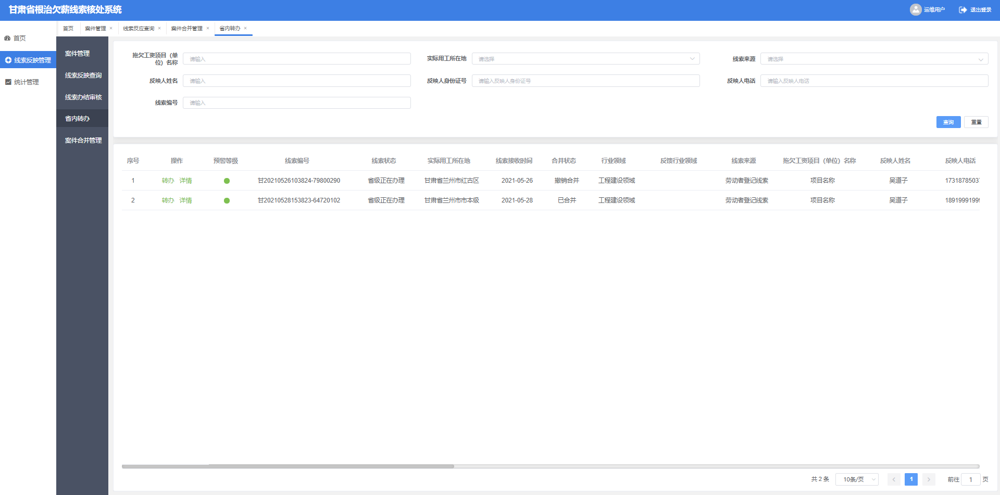 甘肃省根治欠薪线索核处系统
运维用户 退出登录
首页 案件管理 × 线索反应查询 × 案件合并管理 × 省内转办 ×
首页
线索反映管理
统计管理
案件管理
线索反映查询
线索办结审核
省内转办
案件合并管理
拖欠工资项目（单
位）名称 请输入 实际用工所在地 请选择 线索来源 请选择
反映人姓名 请输入 反映人身份证号 请输入反映人身份证号 反映人电话 请输入反映人电话
线索编号 请输入
查询 重置
序号 操作 预警等级 线索编号 线索状态 实际用工所在地 线索接收时间 合并状态 行业领域 反馈行业领域 线索来源 拖欠工资项目（单位）名称 反映人姓名 反映人电话
1 转办 详情 甘20210526103824-79800290 省级正在办理 甘肃省兰州市红古区 2021-05-26 撤销合并 工程建设领域 劳动者登记线索 项目名称 吴道子 1731878503
2 转办 详情 甘20210528153823-64720102 省级正在办理 甘肃省兰州市市本级 2021-05-28 已合并 工程建设领域 劳动者登记线索 项目名称 吴道子 1891999199
共 2 条 10条/页 1 前往 1 页